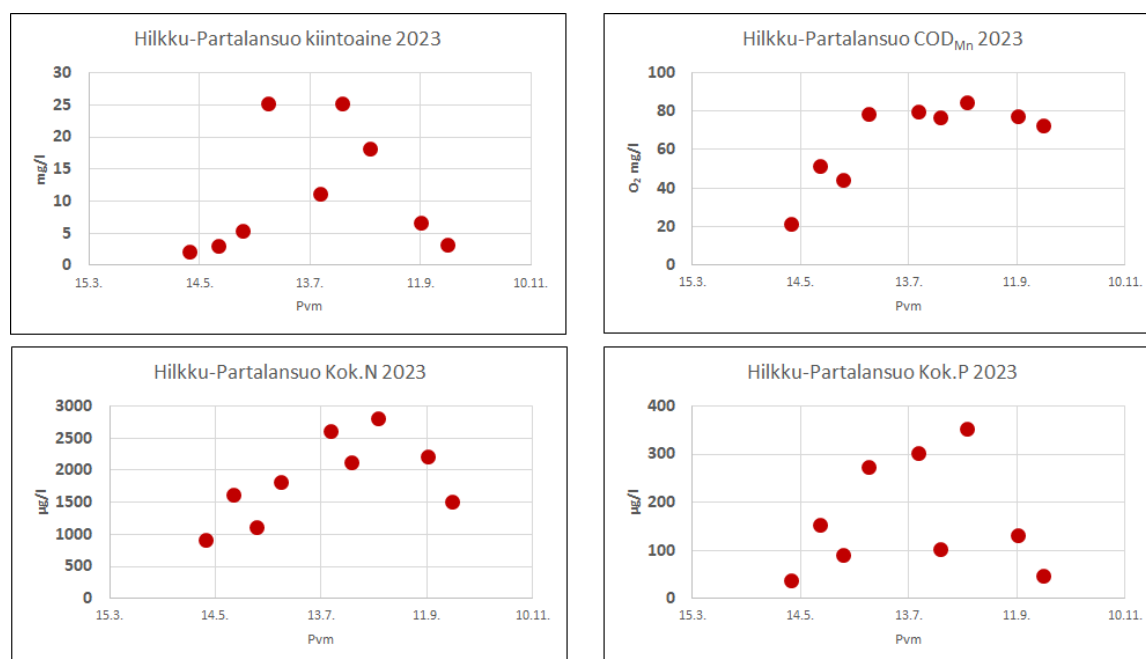 Hilkku-Partalansuo kiintoaine 2023
30
25
20
15
10
5
0
mg/l
15.3. 14.5. 13.7. 11.9. 10.11.
Pvm
Hilkku-Partalansuo COD Mn 2023
100
80
60
40
20
0
O₂ mg/l
15.3. 14.5. 13.7. 11.9. 10.11.
Pvm
Hilkku-Partalansuo Kok.N 2023
3000
2500
2000
1500
1000
500
0
µg/l
15.3. 14.5. 13.7. 11.9. 10.11.
Pvm
Hilkku-Partalansuo Kok.P 2023
400
300
200
100
0
µg/l
15.3. 14.5. 13.7. 11.9. 10.11.
Pvm